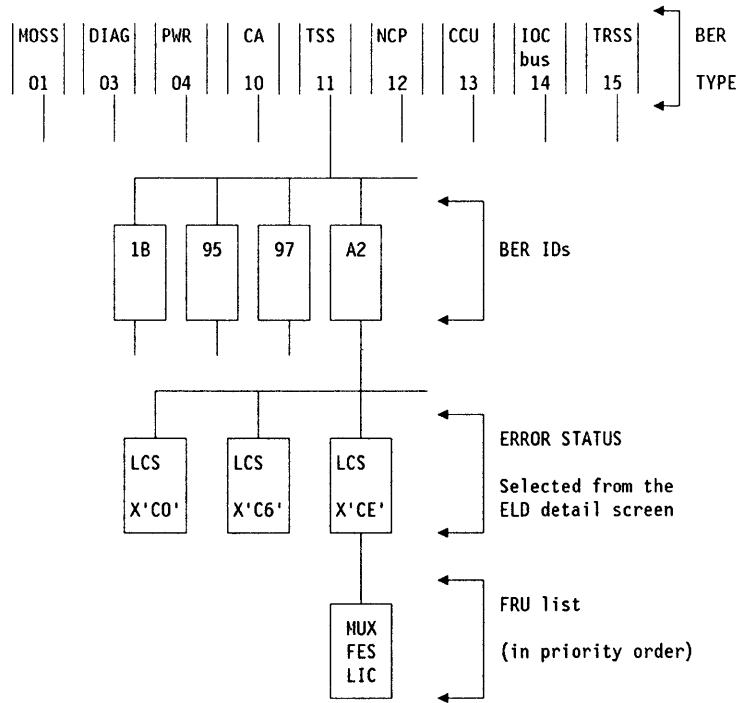 MOSS DIAG PWR CA TSS NCP CCU IOC bus TRSS BER
01 03 04 10 11 12 13 14 15 TYPE
1B 95 97 A2 BER IDs
ERROR STATUS
LCS LCS LCS
Selected from the
X'C0' X'C6' X'CE' ELD detail screen
FRU list
MUX
FES (in priority order)
LIC